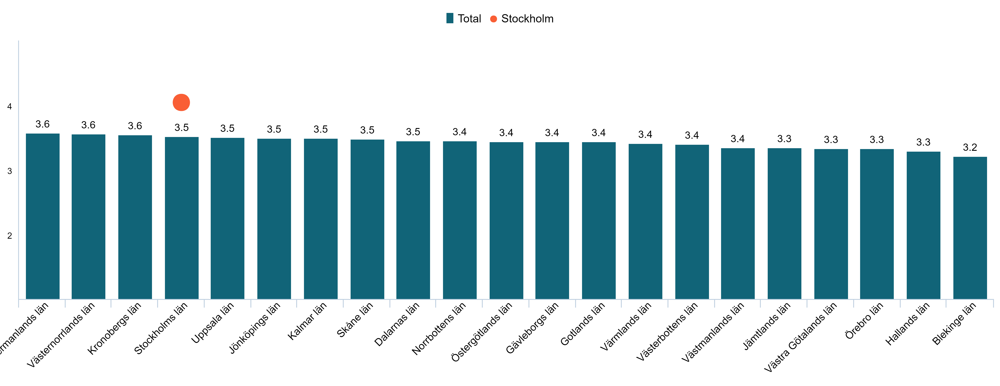 Total Stockholm
4
3
2
3.6 3.6 3.6 3.5 3.5 3.5 3.5 3.5 3.5 3.4 3.4 3.4 3.4 3.4 3.4 3.4 3.3 3.3 3.3 3.3 3.2
ermanlands län
Västernorrlands län
Kronobergs län
Stockholms län
Uppsala län
Jönköpings län
Kalmar län
Skåne län
Dalarnas län
Norrbottens län
Östergötlands län
Gävleborgs län
Gotlands län
Värmlands län
Västerbottens län
Västmanlands län
Jämtlands län
Västra Götalands län
Örebro län
Hallands län
Blekinge län